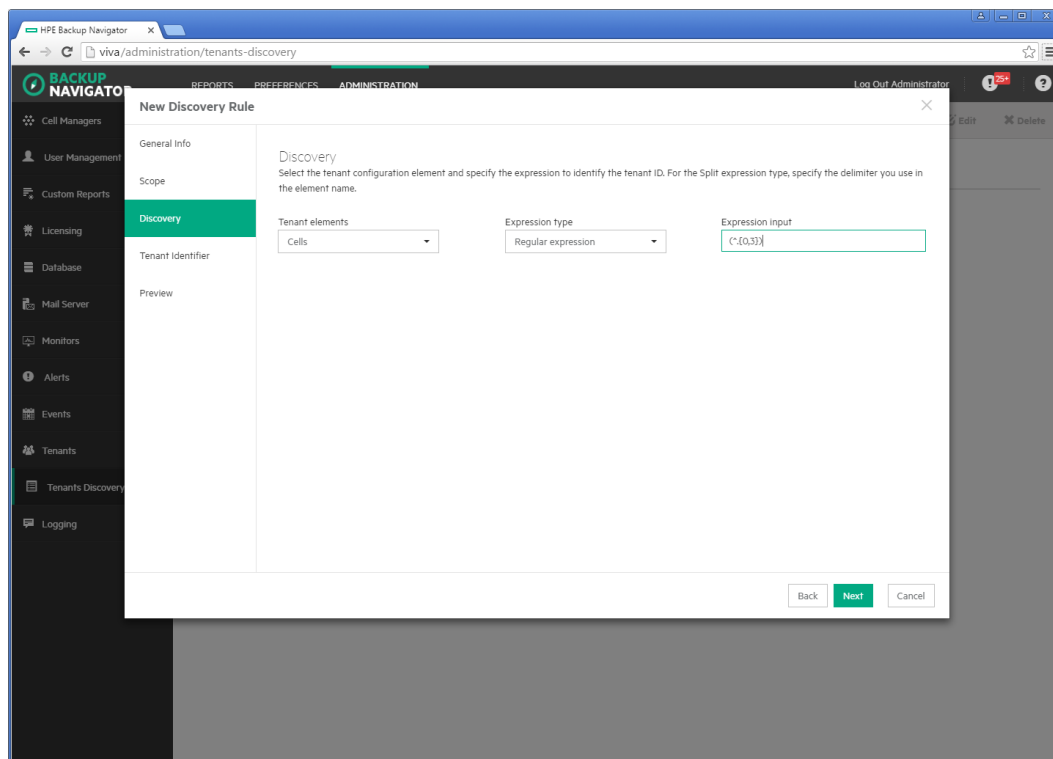 HPE Backup Navigator
viva/administration/tenants-discovery
BACKUP NAVIGATOR
REPORTS PREFERENCES ADMINISTRATION Log Out Administrator 25+ ?
New Discovery Rule
Edit Delete
Cell Managers
User Management
Custom Reports
Licensing
Database
Mail Server
Monitors
Alerts
Events
Tenants
Tenants Discovery
Logging
General Info
Scope
Discovery
Tenant Identifier
Preview
Discovery
Select the tenant configuration element and specify the expression to identify the tenant ID. For the Split expression type, specify the delimiter you use in
the element name.
Tenant elements Expression type Expression input
Cells Regular expression (^.{0,3})
Back Next Cancel